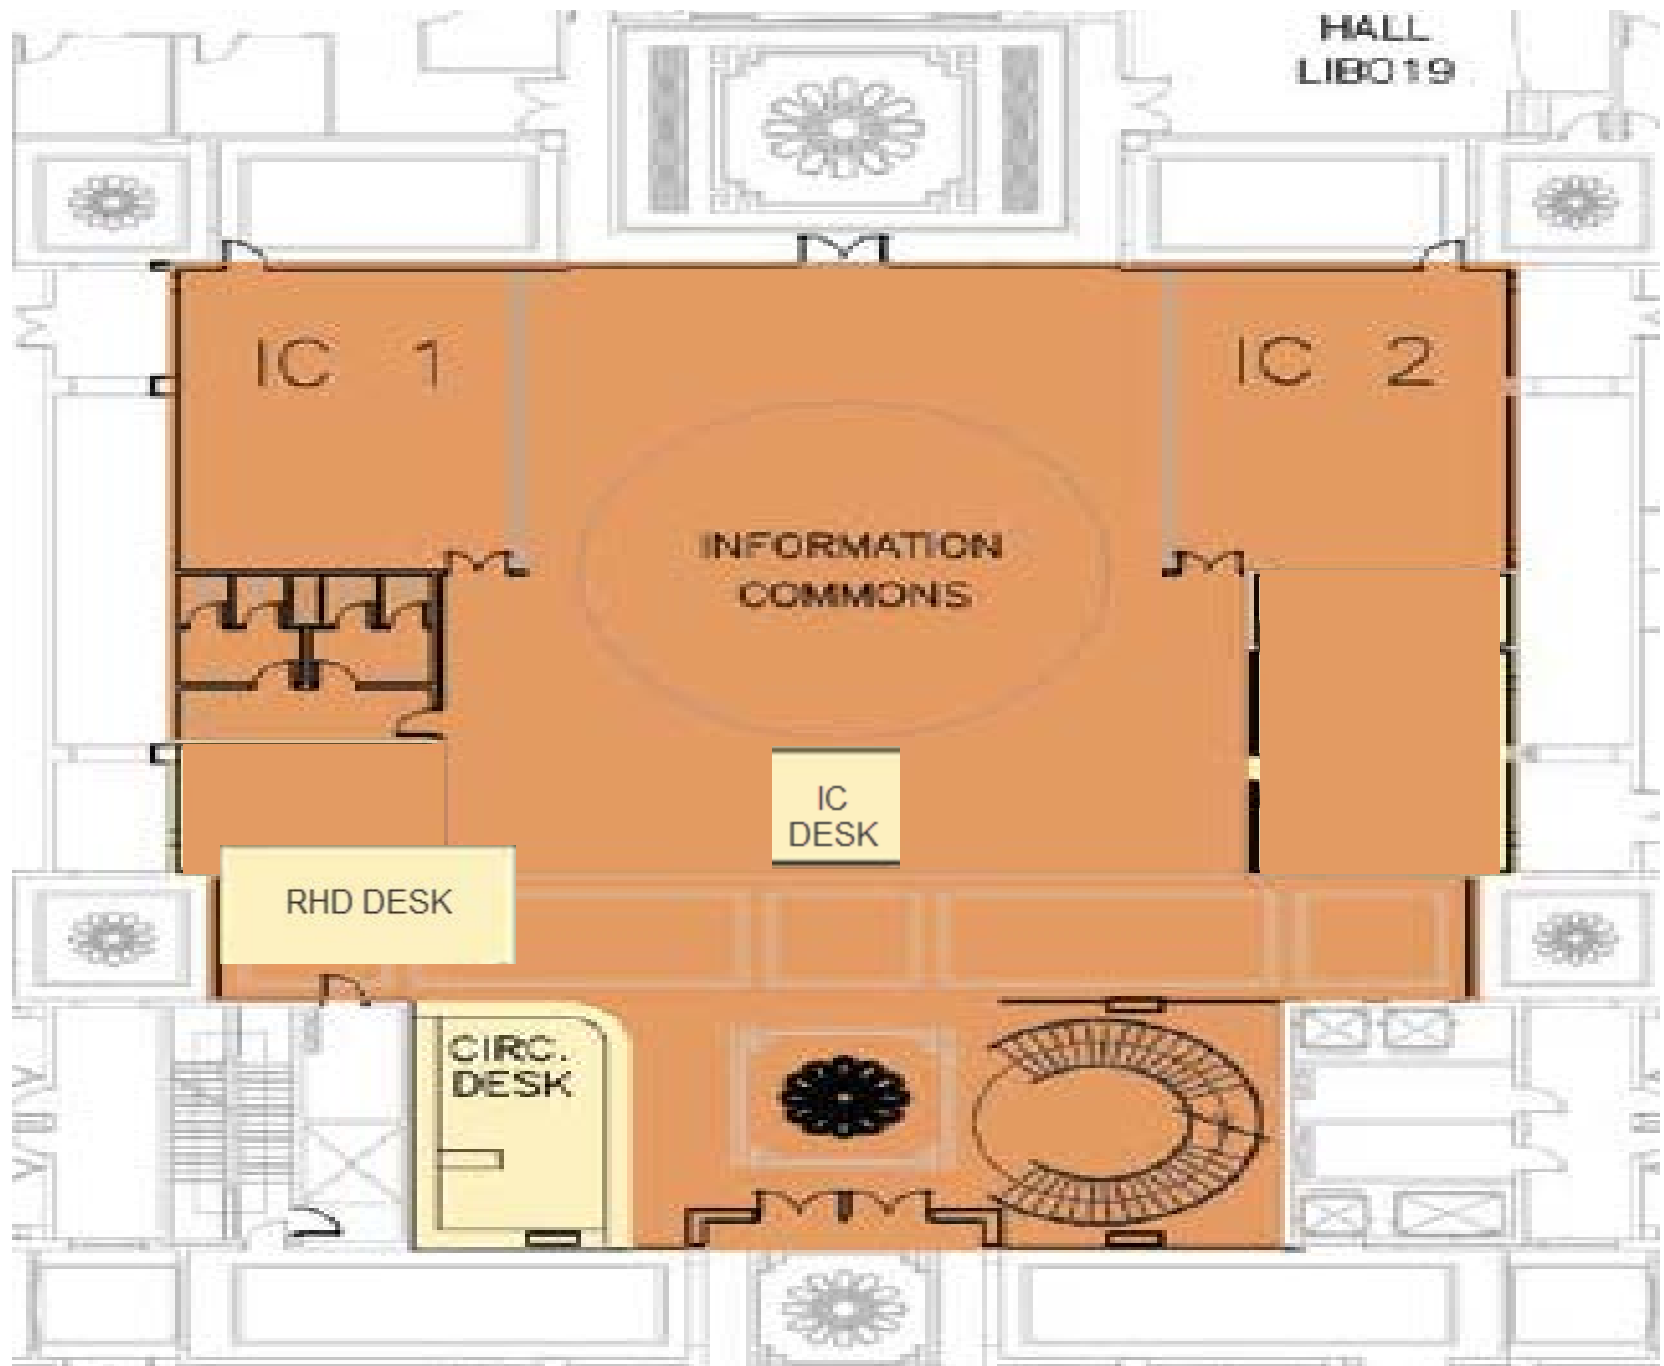 HALL
LIB019
IC 1
IC 2
INFORMATION
COMMONS
IC
DESK
RHD DESK
CIRC.
DESK